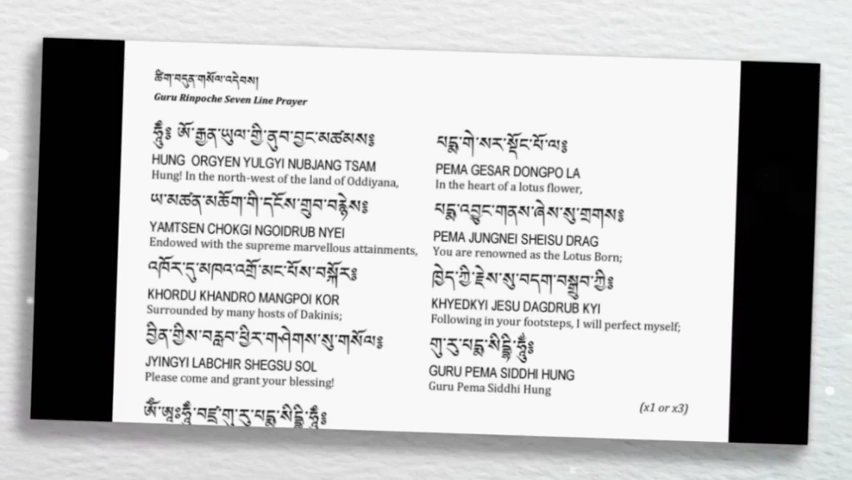 ཚིག་བདུན་གསོལ་འདེབས།
Guru Rinpoche Seven Line Prayer
ཧཱུྃ༔ ཨོ་རྒྱན་ཡུལ་གྱི་ནུབ་བྱང་མཚམས༔
HUNG ORGYEN YULGYI NUBJANG TSAM
Hung! In the north-west of the land of Oddiyana,
པདྨ་གེ་སར་སྡོང་པོ་ལ༔
PEMA GESAR DONGPO LA
In the heart of a lotus flower,
ཡ་མཚན་མཆོག་གི་དངོས་གྲུབ་བརྙེས༔
YAMTSEN CHOKGI NGOIDRUB NYEI
Endowed with the supreme marvellous attainments,
པདྨ་འབྱུང་གནས་ཞེས་སུ་གྲགས༔
PEMA JUNGNEI SHEISU DRAG
You are renowned as the Lotus Born;
འཁོར་དུ་མཁའ་འགྲོ་མང་པོས་བསྐོར༔
KHORDU KHANDRO MANGPOI KOR
Surrounded by many hosts of Dakinis;
ཁྱེད་ཀྱི་རྗེས་སུ་བདག་བསྒྲུབ་ཀྱི༔
KHYEDKYI JESU DAGDRUB KYI
Following in your footsteps, I will perfect myself;
བྱིན་གྱིས་བརླབ་ཕྱིར་གཤེགས་སུ་གསོལ༔
JYINGYI LABCHIR SHEGSU SOL
Please come and grant your blessing!
གུ་རུ་པདྨ་སིདྡྷི་ཧཱུྃ༔
GURU PEMA SIDDHI HUNG
Guru Pema Siddhi Hung
(x1 or x3)
ཨོཾ་ཨཱཿཧཱུྃ་བཛྲ་གུ་རུ་པདྨ་སིདྡྷི་ཧཱུྃ༔